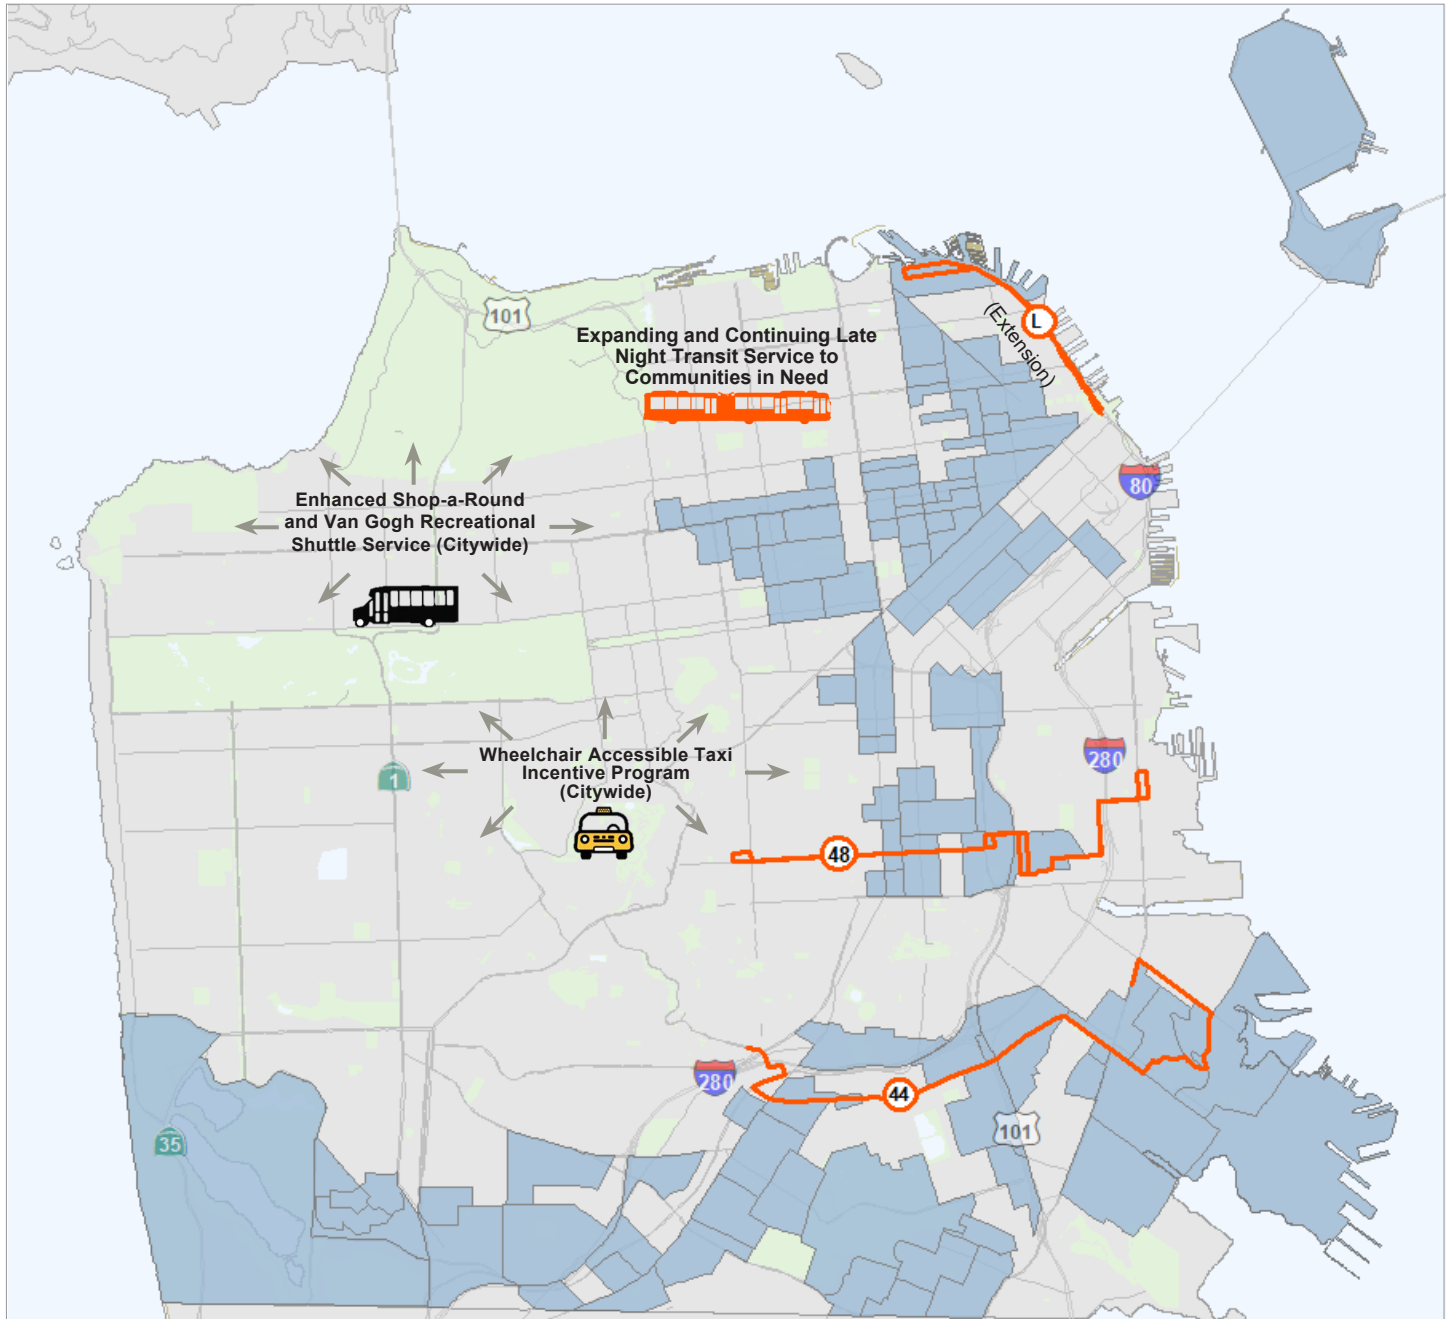 101
Expanding and Continuing Late
Night Transit Service to
Communities in Need
L
(Extension)
80
Enhanced Shop-a-Round
and Van Gogh Recreational
Shuttle Service (Citywide)
Wheelchair Accessible Taxi
Incentive Program
(Citywide)
1
280
48
280
44
101
35